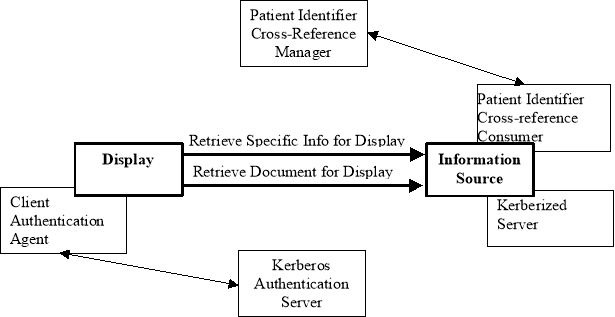 Patient Identifier
Cross-Reference
Manager
Patient Identifier
Cross-reference
Consumer
Retrieve Specific Info for Display
Display
Information
Source
Retrieve Document for Display
Client
Authentication
Agent
Kerberized
Server
Kerberos
Authentication
Server